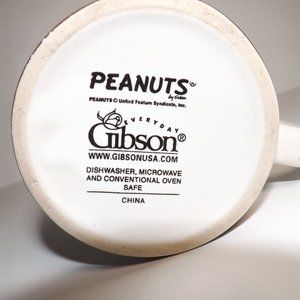 PEANUTS
PEANUTS © United Feature Syndicate, Inc.
EVERYDAY
Gibson®
WWW.GIBSONUSA.COM
DISHWASHER, MICROWAVE
AND CONVENTIONAL OVEN
SAFE
CHINA